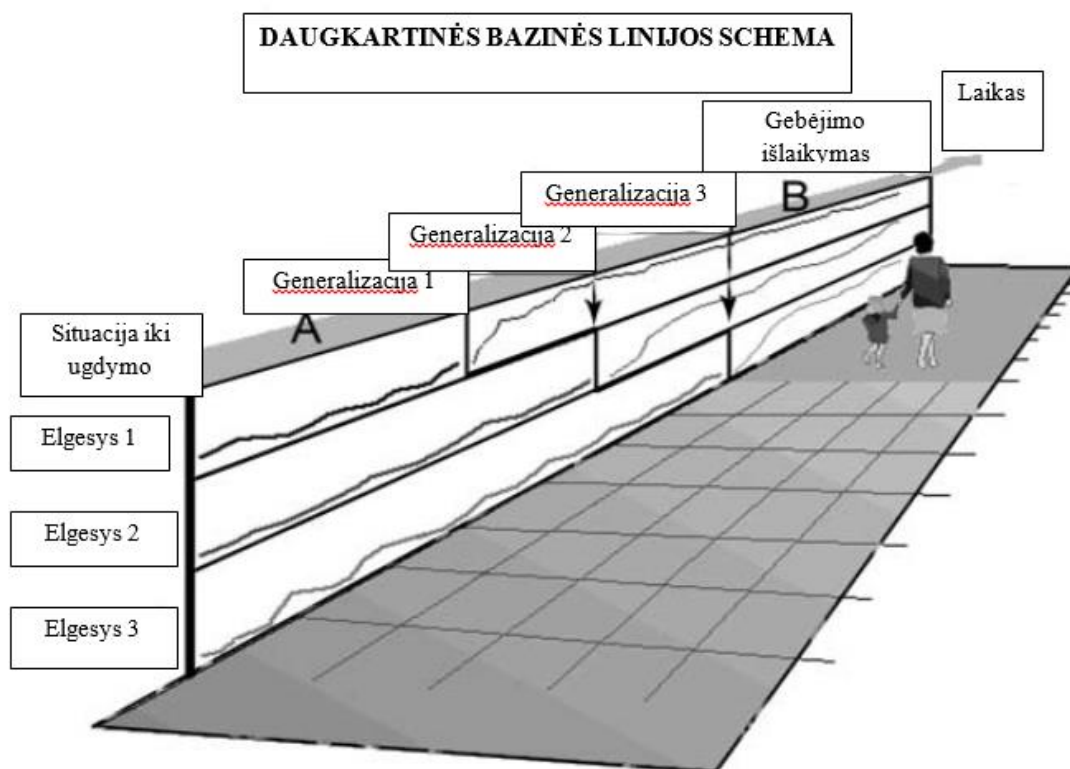 DAUGKARTINĖS BAZINĖS LINIJOS SCHEMA
Laikas
Gebėjimo
išlaikymas
Generalizacija 3
B
Generalizacija 2
Generalizacija 1
A
Situacija iki
ugdymo
Elgesys 1
Elgesys 2
Elgesys 3